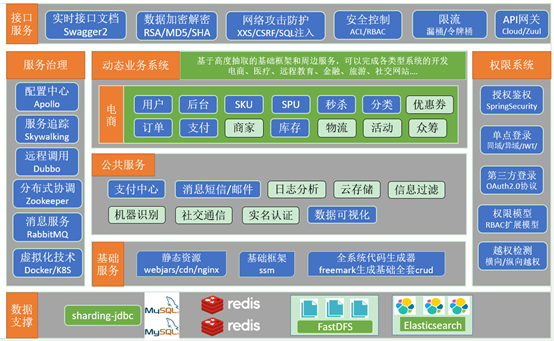 接口
服务
实时接口文档
Swagger2
数据加密解密
RSA/MD5/SHA
网络攻击防护
XXS/CSRF/SQL注入
安全控制
ACL/RBAC
限流
漏桶/令牌桶
API网关
Cloud/Zuul
服务治理
配置中心
Apollo
服务追踪
Skywalking
远程调用
Dubbo
分布式协调
Zookeeper
消息服务
RabbitMQ
虚拟化技术
Docker/K8S
动态业务系统
基于高度抽取的基础框架和周边服务，可以完成各类型系统的开发
电商、医疗、远程教育、金融、旅游、社交网站....
电
商
用户
后台
SKU
SPU
秒杀
分类
优惠券
订单
支付
商家
库存
物流
活动
众筹
公共服务
支付中心
消息短信/邮件
日志分析
云存储
信息过滤
机器识别
社交通信
实名认证
数据可视化
基础
服务
静态资源
webjars/cdn/nginx
基础框架
ssm
全系统代码生成器
freemark生成基础全套crud
权限系统
授权鉴权
SpringSecurity
单点登录
同域/异域/JWT/
第三方登录
OAuth2.0协议
权限模型
RBAC扩展模型
越权检测
横向/纵向越权
数据
支撑
sharding-jdbc
MySQL
MySQL
redis
redis
FastDFS
Elasticsearch